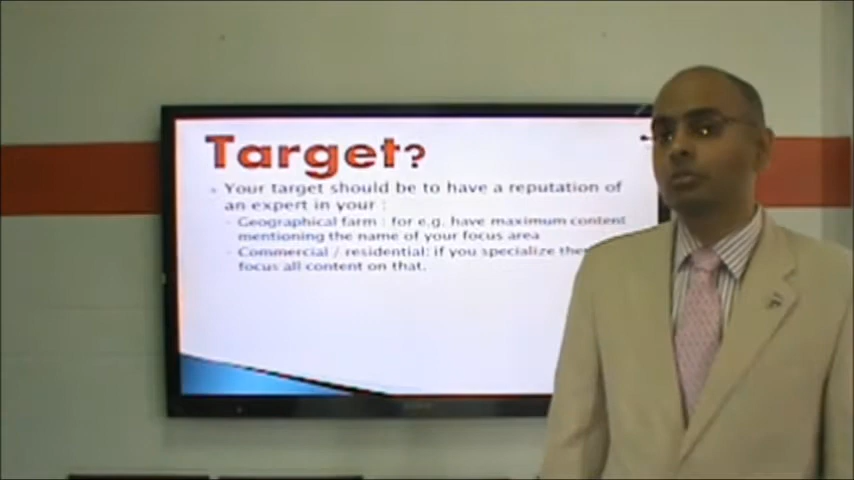 Target?
Your target should be to have a reputation of
an expert in your :
Geographical farm : for e.g. have maximum content
mentioning the name of your focus area
Commercial / residential: if you specialize
focus all content on that.